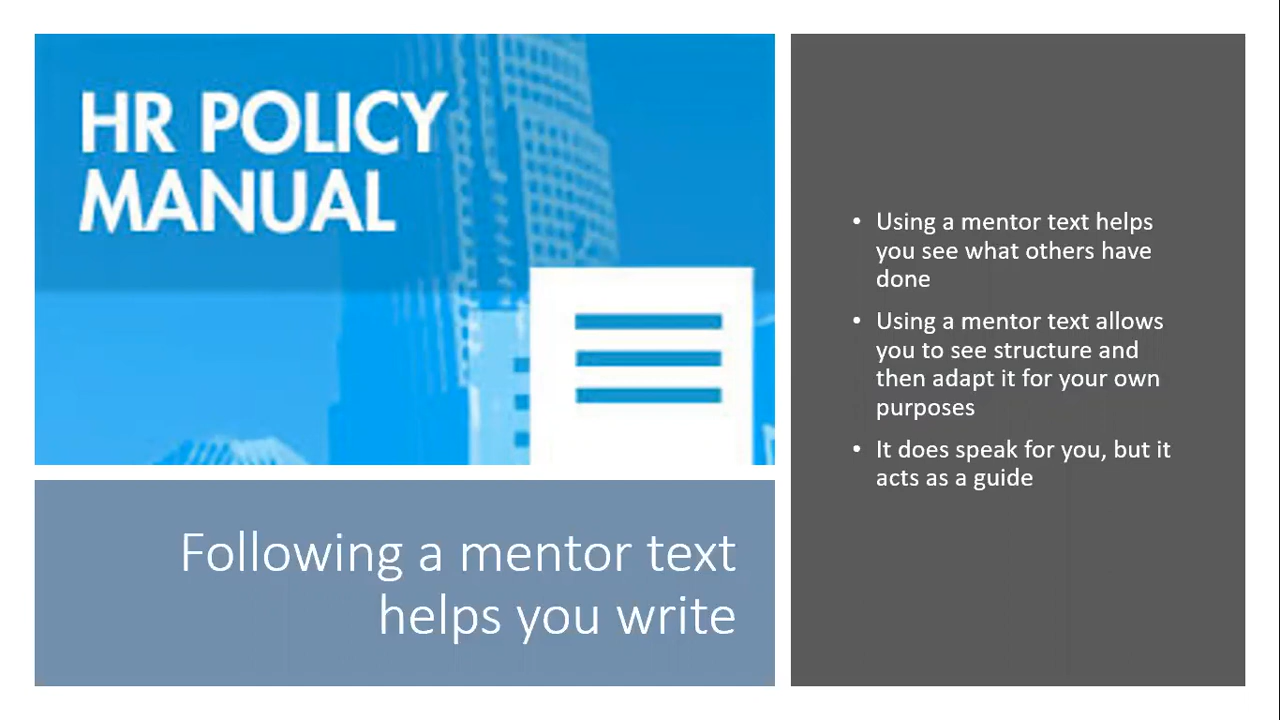 HR POLICY
MANUAL
Following a mentor text
helps you write
• Using a mentor text helps
you see what others have
done
• Using a mentor text allows
you to see structure and
then adapt it for your own
purposes
• It does speak for you, but it
acts as a guide